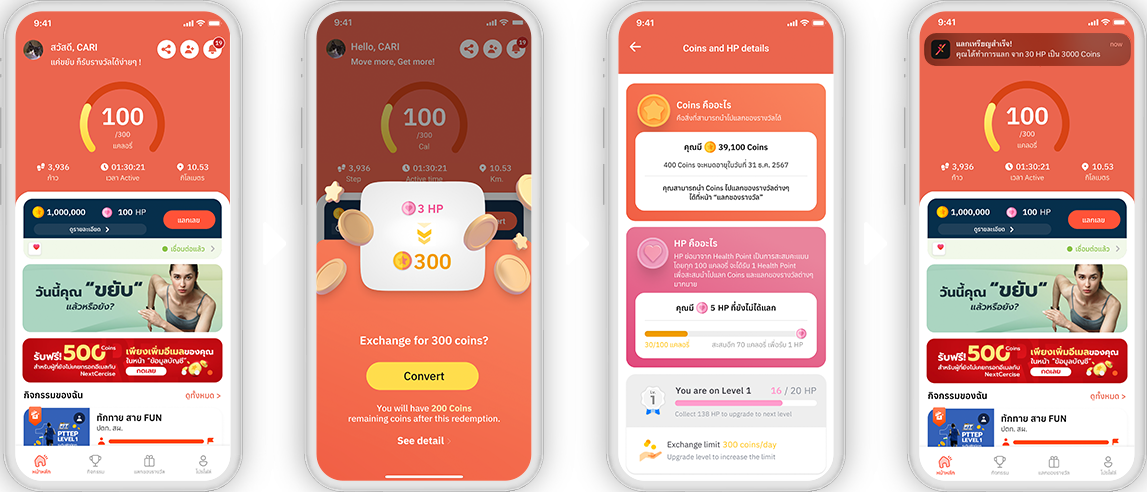 9:41
สวัสดี, CARI
แค่ขยับ ก็รับรางวัลได้ง่ายๆ !
19
100
/300
แคลอรี่
3,936
01:30:21
10.53
ก้าว
เวลา Active
กิโลเมตร
1,000,000
100 HP
แลกเลย
ดูรายละเอียด
เชื่อมต่อแล้ว
วันนี้คุณ “ขยับ”
แล้วหรือยัง?
รับฟรี! 500 Coins
สำหรับผู้ที่ยังไม่เคยกรอกอีเมลกับ
NextCercise
เพียงเพิ่มอีเมลของคุณ
ในหน้า “ข้อมูลบัญชี”
กดเลย
กิจกรรมของฉัน
ดูทั้งหมด >
ทักทาย สาย FUN
ปตท. สผ.
FIT
PTTEP
LEVEL 1
หน้าหลัก
กิจกรรม
แลกของรางวัล
โปรไฟล์
9:41
Hello, CARI
Move more, Get more!
19
100
/300
Cal
3,936
01:30:21
10.53
Step
Active time
Km.
3 HP
300
Exchange for 300 coins?
Convert
You will have 200 Coins
remaining coins after this redemption.
See detail
9:41
Coins and HP details
Coins คืออะไร
คือสิ่งที่สามารถนำไปแลกของรางวัลได้
คุณมี 39,100 Coins
400 Coins จะหมดอายุในวันที่ 31 ธ.ค. 2567
คุณสามารถนำ Coins ไปแลกของรางวัลต่างๆ
ได้ที่หน้า “แลกของรางวัล”
HP คืออะไร
HP ย่อมาจาก Health Point เป็นการสะสมคะแนน
โดยทุก 100 แคลอรี่ จะได้รับ 1 Health Point
เพื่อสะสมนำไปแลก Coins และแลกของรางวัลต่างๆ
มากมาย
คุณมี 5 HP ที่ยังไม่ได้แลก
30/100 แคลอรี่
สะสมอีก 70 แคลอรี่ เพื่อรับ 1 HP
Lv.
1
You are on Level 1
16 / 20 HP
Collect 138 HP to upgrade to next level
Exchange limit 300 coins/day
Upgrade level to increase the limit
9:41
แลกเหรียญสำเร็จ!
now
คุณได้ทำการแลก จาก 30 HP เป็น 3000 Coins
100
/300
แคลอรี่
3,936
01:30:21
10.53
ก้าว
เวลา Active
กิโลเมตร
1,000,000
100 HP
แลกเลย
ดูรายละเอียด
เชื่อมต่อแล้ว
วันนี้คุณ “ขยับ”
แล้วหรือยัง?
รับฟรี! 500 Coins
สำหรับผู้ที่ยังไม่เคยกรอกอีเมลกับ
NextCercise
เพียงเพิ่มอีเมลของคุณ
ในหน้า “ข้อมูลบัญชี”
กดเลย
กิจกรรมของฉัน
ดูทั้งหมด >
ทักทาย สาย FUN
ปตท. สผ.
FIT
PTTEP
LEVEL 1
หน้าหลัก
กิจกรรม
แลกของรางวัล
โปรไฟล์